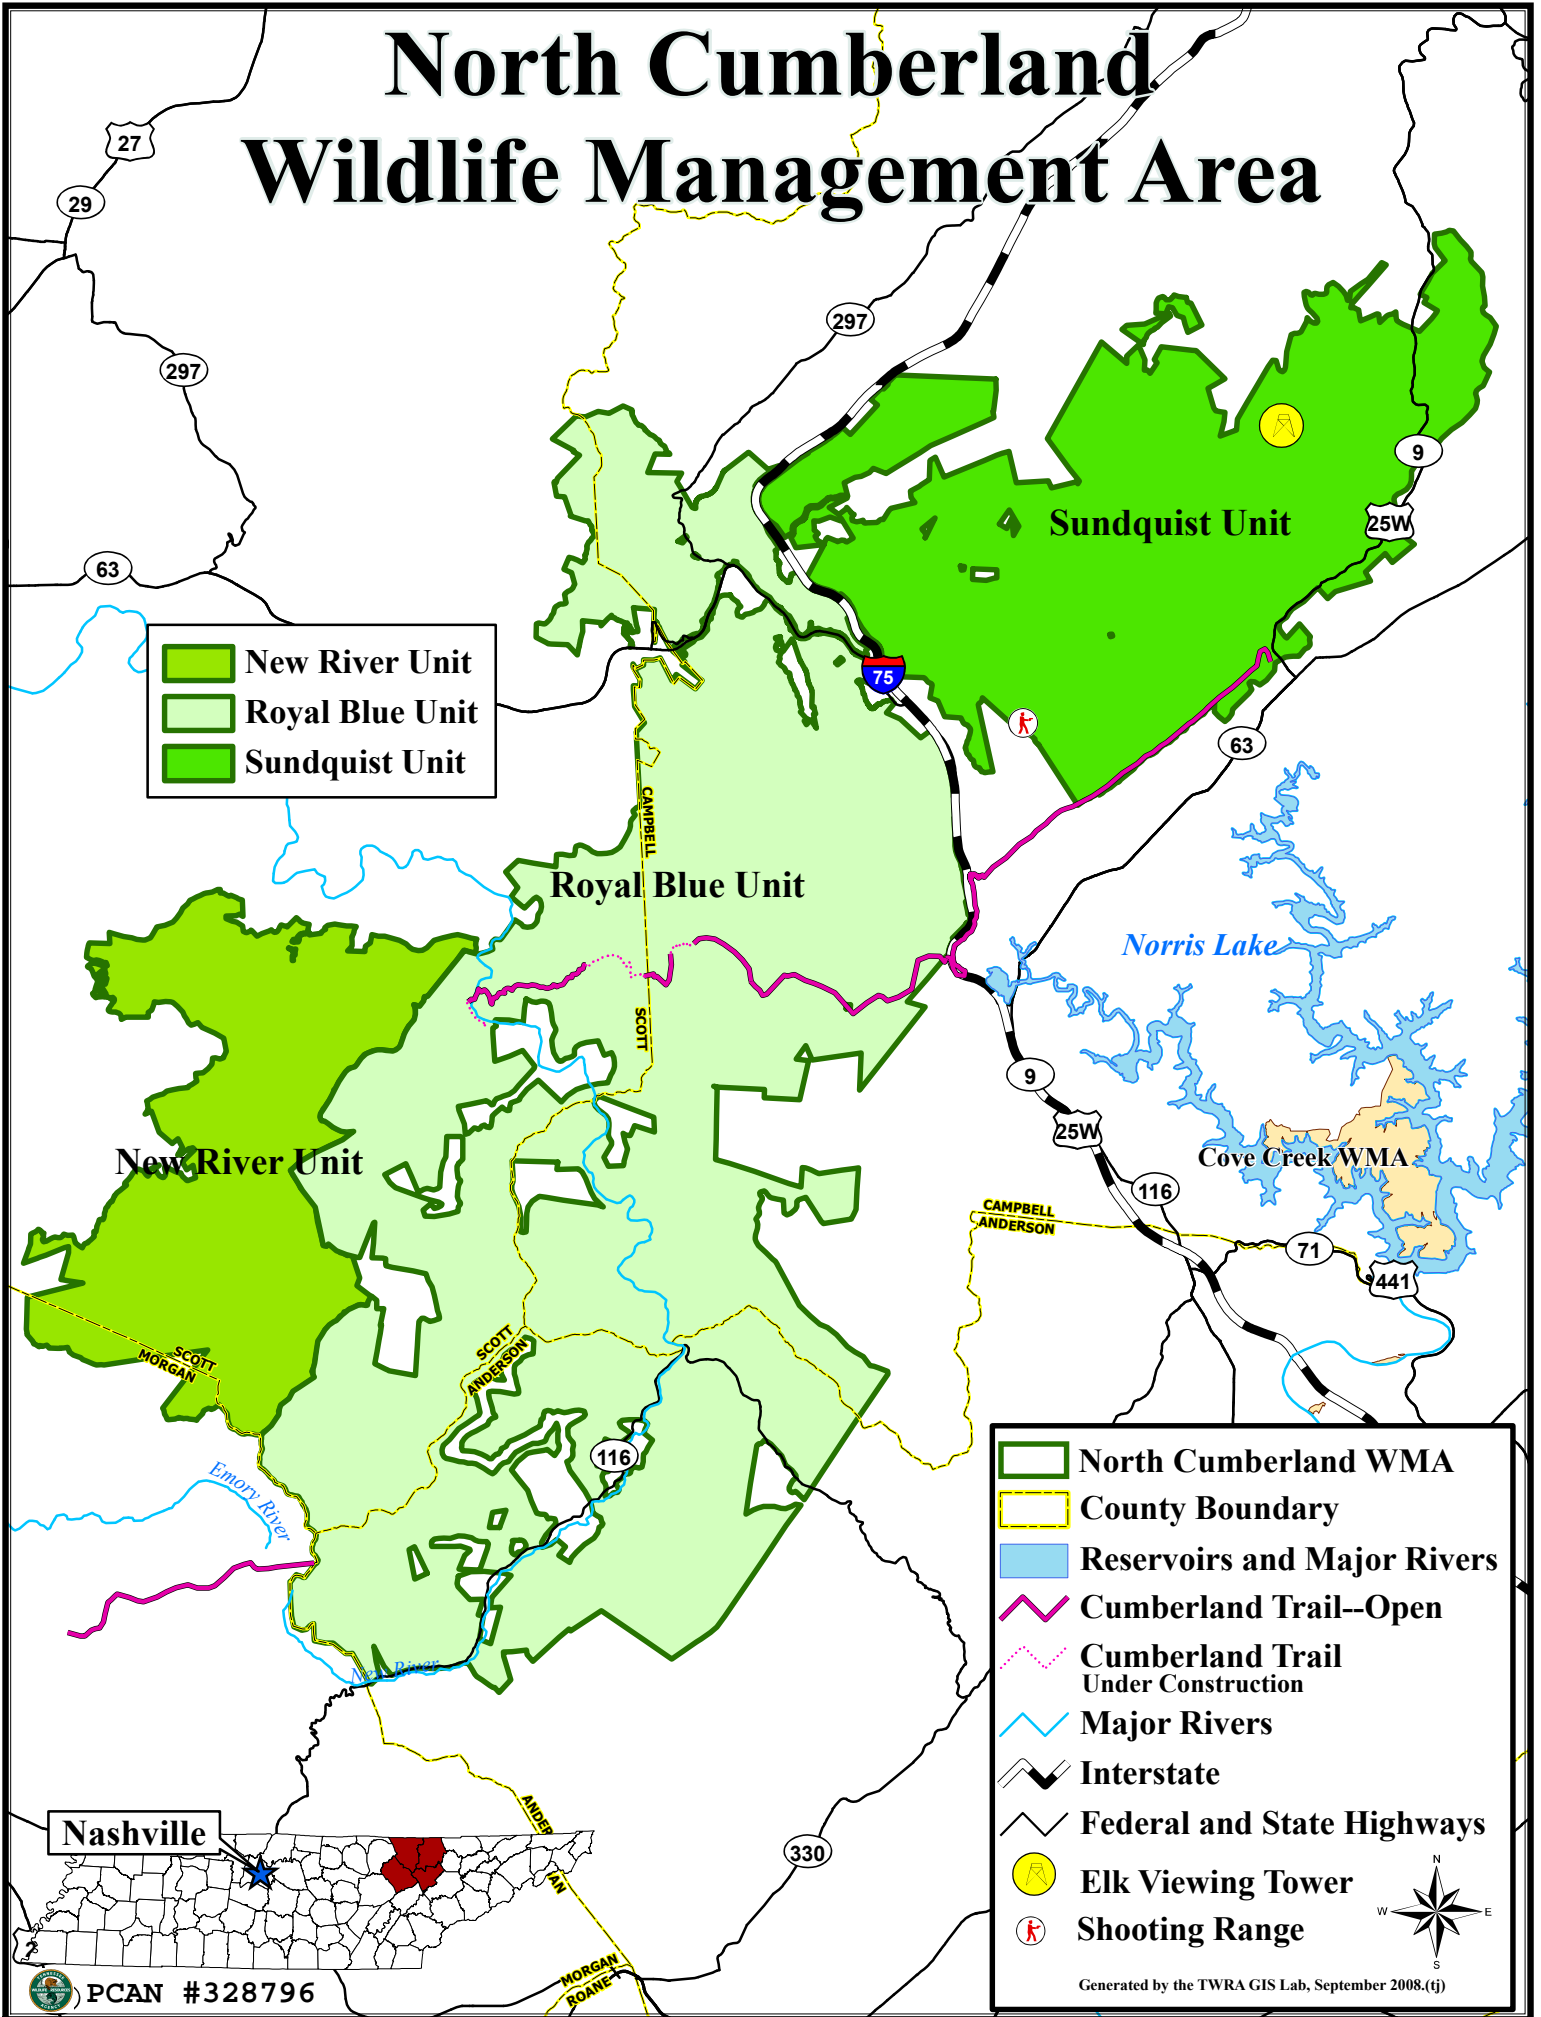 North Cumberland
Wildlife Management Area
27
29
297
297
9
Sundquist Unit
25W
63
New River Unit
Royal Blue Unit
Sundquist Unit
75
63
CAMPBELL
Royal Blue Unit
Norris Lake
SCOTT
9
25W
New River Unit
Cove Creek WMA
116
CAMPBELL
ANDERSON
71
441
SCOTT
MORGAN
SCOTT
ANDERSON
116
Emory River
New River
North Cumberland WMA
County Boundary
Reservoirs and Major Rivers
Cumberland Trail--Open
Cumberland Trail
Under Construction
Major Rivers
Interstate
Federal and State Highways
Elk Viewing Tower
Shooting Range
N
W
E
S
Generated by the TWRA GIS Lab, September 2008.(tj)
ANDER
AN
330
Nashville
MORGAN
ROANE
PCAN #328796